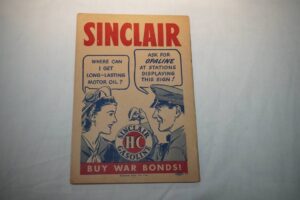 SINCLAIR
WHERE CAN
I GET
LONG-LASTING
MOTOR OIL?
ASK FOR
OPALINE
AT STATIONS
DISPLAYING
THIS SIGN!
SINCLAIR
H-C
GASOLINE
BUY WAR BONDS!